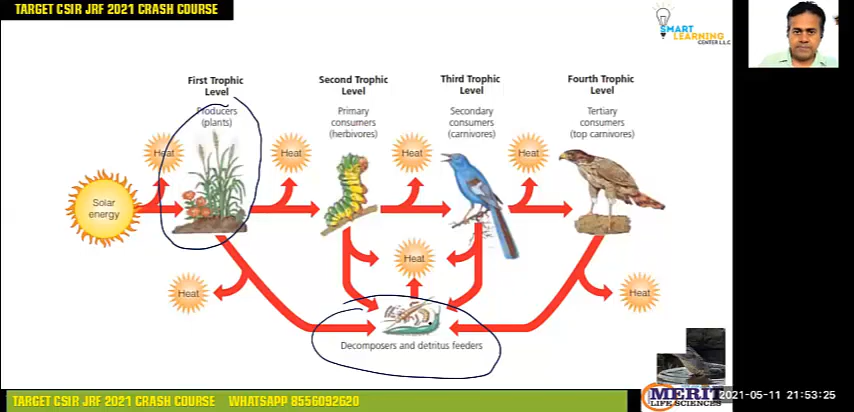 TARGET CSIR JRF 2021 CRASH COURSE
SMART
LEARNING
CENTER L.L.C
First Trophic
Level
Producers
(plants)
Second Trophic
Level
Primary
consumers
(herbivores)
Third Trophic
Level
Secondary
consumers
(carnivores)
Fourth Trophic
Level
Tertiary
consumers
(top carnivores)
Heat
Heat
Heat
Heat
Solar
energy
Heat
Heat
Heat
Decomposers and detritus feeders
TARGET CSIR JRF 2021 CRASH COURSE WHATSAPP 8556092620
MERIT
LIFE SCIENCES
2021-05-11 21:53:25